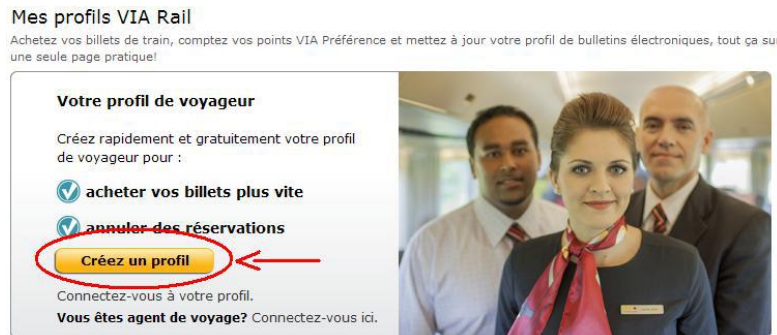 Mes profils VIA Rail
Achetez vos billets de train, comptez vos points VIA Préférence et mettez à jour votre profil de bulletins électroniques, tout ça sur
une seule page pratique!
Votre profil de voyageur
Créez rapidement et gratuitement votre profil
de voyageur pour :
acheter vos billets plus vite
annuler des réservations
Créez un profil
Connectez-vous à votre profil.
Vous êtes agent de voyage? Connectez-vous ici.